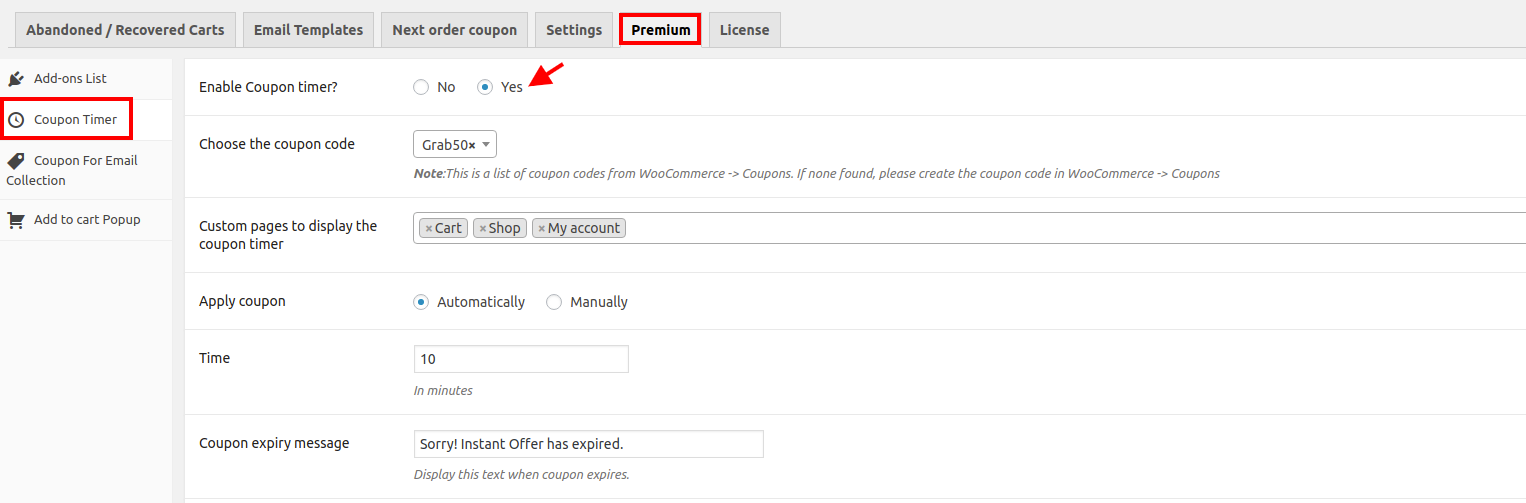 Abandoned / Recovered Carts Email Templates Next order coupon Settings Premium License
Add-ons List
Coupon Timer
Coupon For Email
Collection
Add to cart Popup
Enable Coupon timer? No Yes
Choose the coupon code Grab50×
Note:This is a list of coupon codes from WooCommerce -> Coupons. If none found, please create the coupon code in WooCommerce -> Coupons
Custom pages to display the
coupon timer
×Cart ×Shop ×My account
Apply coupon Automatically Manually
Time 10
In minutes
Coupon expiry message Sorry! Instant Offer has expired.
Display this text when coupon expires.